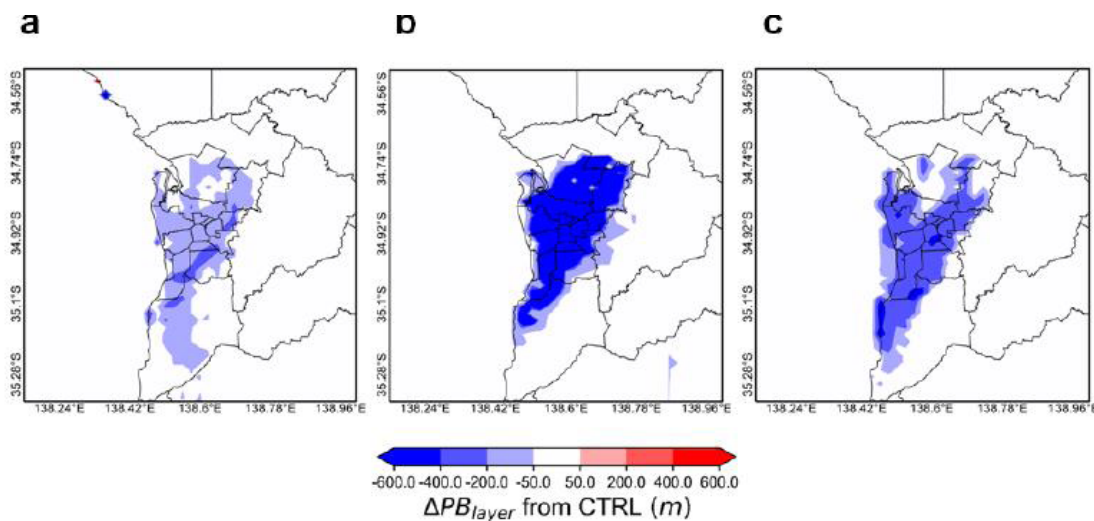 a
b
c
34.56°S
34.74°S
34.92°S
35.1°S
35.28°S
34.56°S
34.74°S
34.92°S
35.1°S
35.28°S
34.56°S
34.74°S
34.92°S
35.1°S
35.28°S
138.24°E 138.42°E 138.6°E 138.78°E 138.96°E
138.24°E 138.42°E 138.6°E 138.78°E 138.96°E
138.24°E 138.42°E 138.6°E 138.78°E 138.96°E
-600.0 -400.0 -200.0 -50.0 50.0 200.0 400.0 600.0
ΔPBlayer from CTRL (m)